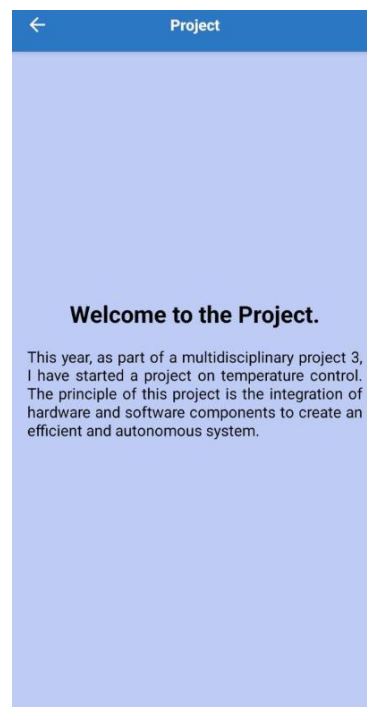 Project
Welcome to the Project.
This year, as part of a multidisciplinary project 3,
I have started a project on temperature control.
The principle of this project is the integration of
hardware and software components to create an
efficient and autonomous system.